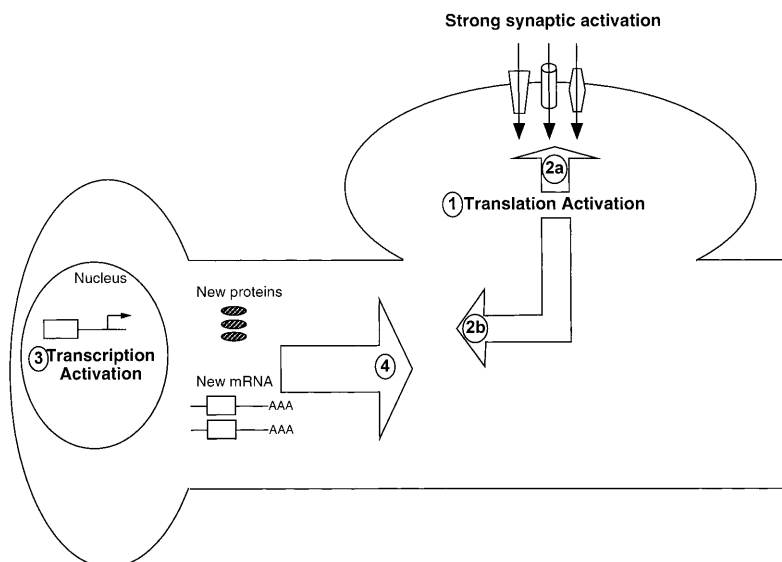 Strong synaptic activation
2a
1 Translation Activation
Nucleus
New proteins
2b
3 Transcription
Activation
4
New mRNA
AAA
AAA